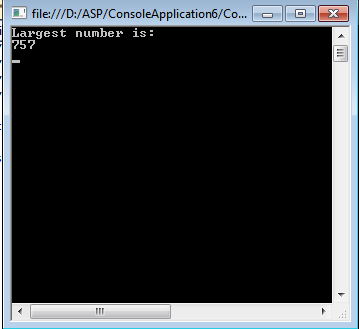 file:///D:/ASP/ConsoleApplication6/Co...
Largest number is:
757